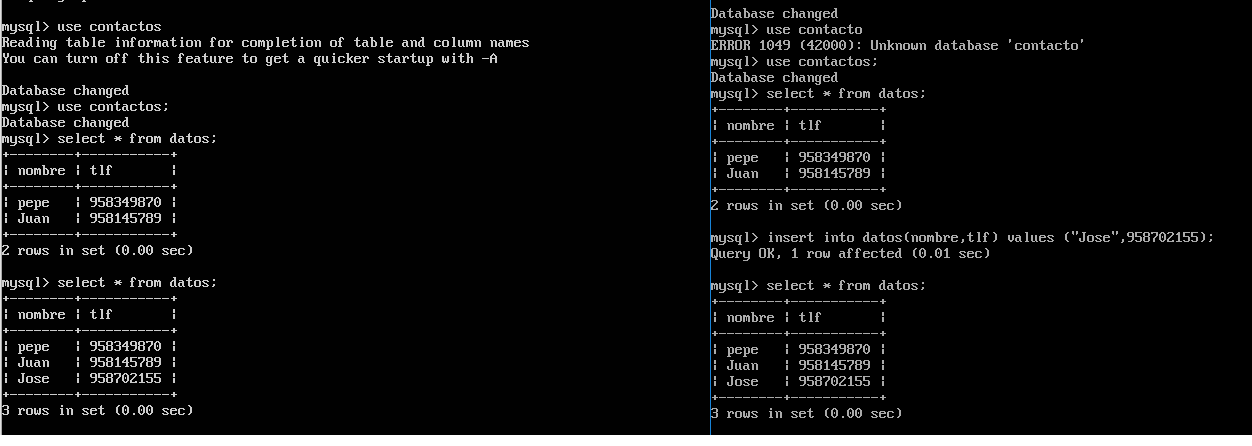 mysql> use contactos
Reading table information for completion of table and column names
You can turn off this feature to get a quicker startup with -A
Database changed
mysql> use contactos;
Database changed
mysql> select * from datos;
+--------+-----------+
| nombre | tlf       |
+--------+-----------+
| pepe   | 958349870 |
| Juan   | 958145789 |
+--------+-----------+
2 rows in set (0.00 sec)
mysql> select * from datos;
+--------+-----------+
| nombre | tlf       |
+--------+-----------+
| pepe   | 958349870 |
| Juan   | 958145789 |
| Jose   | 958702155 |
+--------+-----------+
3 rows in set (0.00 sec)
Database changed
mysql> use contacto
ERROR 1049 (42000): Unknown database 'contacto'
mysql> use contactos;
Database changed
mysql> select * from datos;
+--------+-----------+
| nombre | tlf       |
+--------+-----------+
| pepe   | 958349870 |
| Juan   | 958145789 |
+--------+-----------+
2 rows in set (0.00 sec)
mysql> insert into datos(nombre,tlf) values ("Jose",958702155);
Query OK, 1 row affected (0.01 sec)
mysql> select * from datos;
+--------+-----------+
| nombre | tlf       |
+--------+-----------+
| pepe   | 958349870 |
| Juan   | 958145789 |
| Jose   | 958702155 |
+--------+-----------+
3 rows in set (0.00 sec)